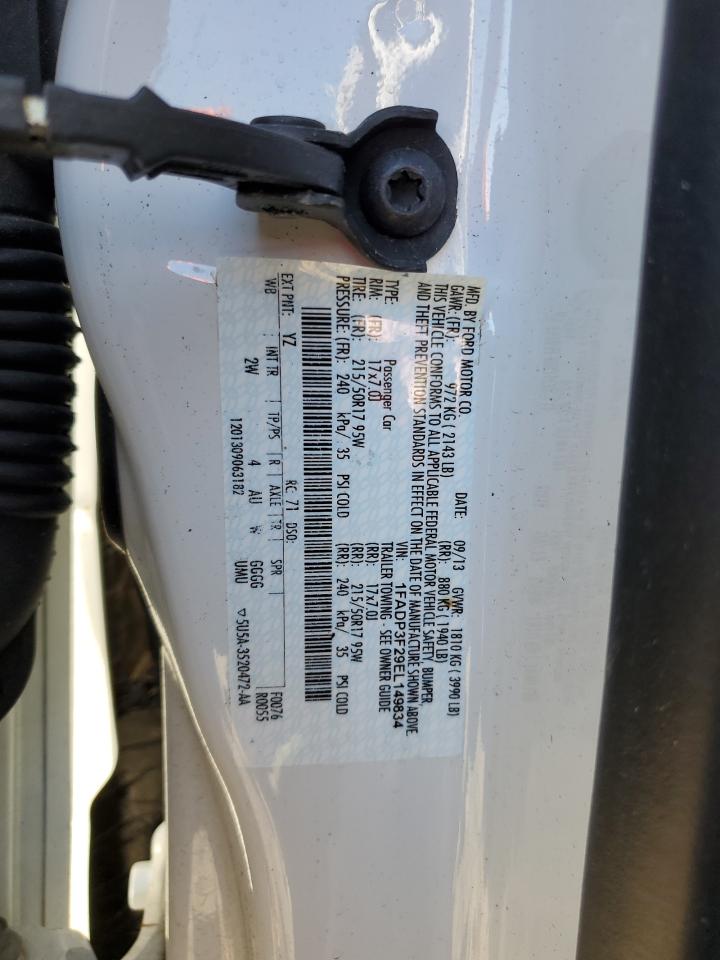 MFD. BY FORD MOTOR CO.
DATE: 09/13 GVWR: 1810 KG ( 3990 LB)
GAWR: (FR): 972 KG ( 2143 LB) (RR): 880 KG ( 1940 LB)
THIS VEHICLE CONFORMS TO ALL APPLICABLE FEDERAL MOTOR VEHICLE SAFETY/ BUMPER
AND THEFT PREVENTION STANDARDS IN EFFECT ON THE DATE OF MANUFACTURE SHOWN ABOVE.
VIN: 1FADP3F29EL149834
TYPE: Passenger Car TRAILER TOWING - SEE OWNER GUIDE
RIM: (FR): 17x7.0J (RR): 17x7.0J
TIRE: (FR): 215/50R17 95W (RR): 215/50R17 95W
PRESSURE (FR): 240 kPa/ 35 PSI COLD (RR): 240 kPa/ 35 PSI COLD
EXT PNT: YZ RC: 71 DSO: F0076
WB INT TR TP/PS R AXLE TR SPR R0055
2W 4 AU W GGGG
UMU
1201309063182 ▽ 5U5A-3520472-AA